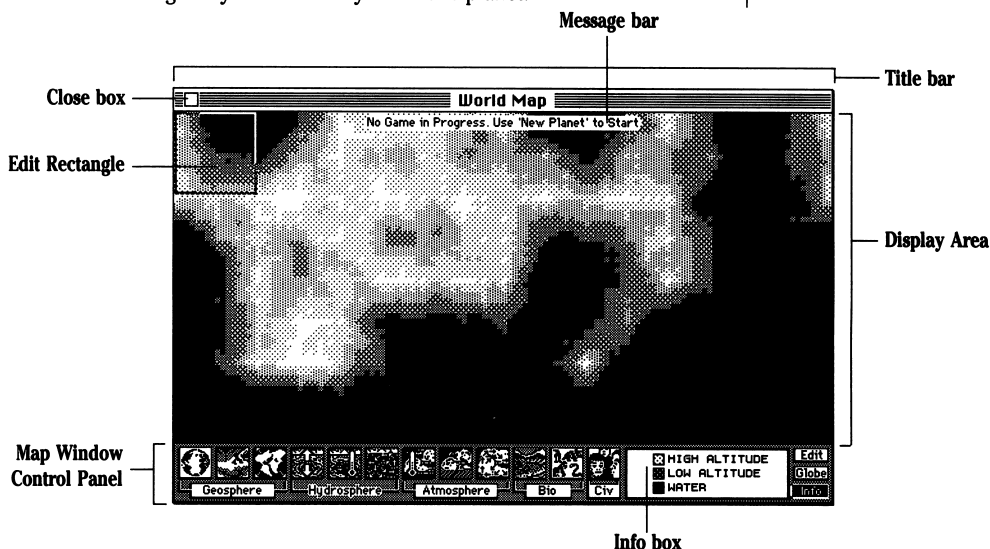 Message bar
Title bar
Close box
World Map
No Game in Progress. Use 'New Planet' to Start
Edit Rectangle
Display Area
Map Window
Control Panel
Geosphere
Hydrosphere
Atmosphere
Bio
Civ
HIGH ALTITUDE
LOW ALTITUDE
WATER
Edit
Globe
Info
Info box